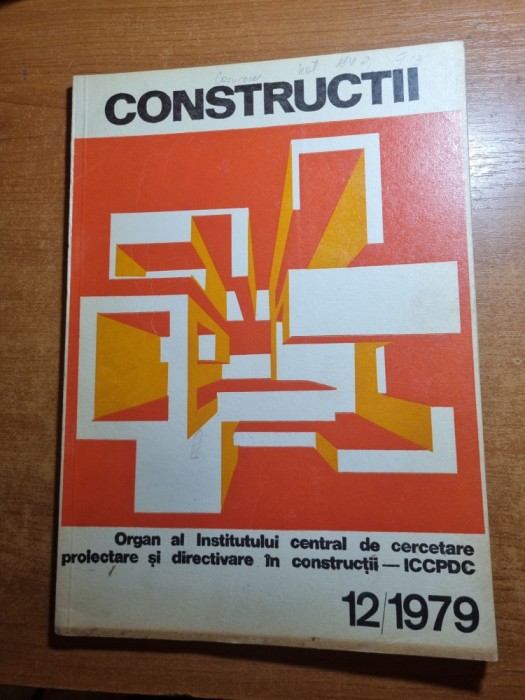 CONSTRUCTII
Organ al Institutului central de cercetare
proiectare și directivare în construcții — ICCPDC
12/1979